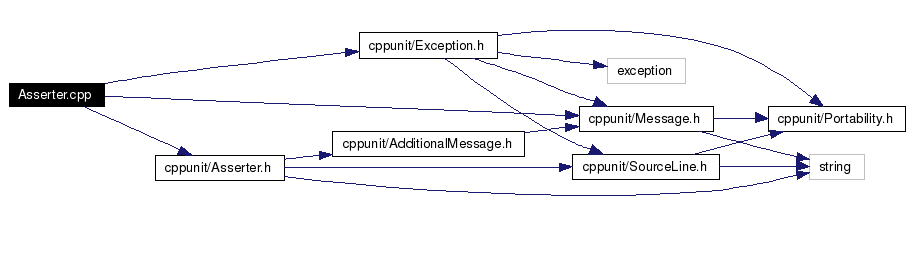 cppunit/Exception.h
exception
Asserter.cpp
cppunit/Message.h
cppunit/Portability.h
cppunit/AdditionalMessage.h
cppunit/Asserter.h
cppunit/SourceLine.h
string